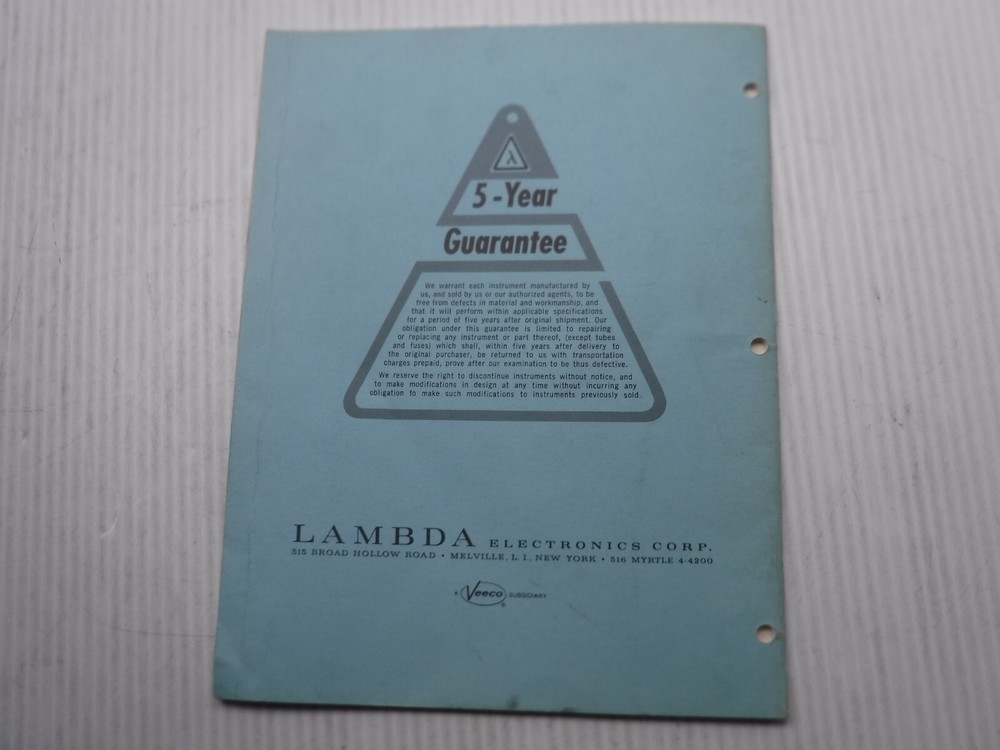 λ
5-Year
Guarantee
We warrant each instrument manufactured by
us, and sold by us or our authorized agents, to be
free from defects in material and workmanship, and
that it will perform within applicable specifications
for a period of five years after original shipment. Our
obligation under this guarantee is limited to repairing
or replacing any instrument or part thereof, (except tubes
and fuses) which shall, within five years after delivery to
the original purchaser, be returned to us with transportation
charges prepaid, prove after our examination to be thus defective.
We reserve the right to discontinue instruments without notice, and
to make modifications in design at any time without incurring any
obligation to make such modifications to instruments previously sold.
LAMBDA ELECTRONICS CORP.
515 BROAD HOLLOW ROAD • MELVILLE, L. I., NEW YORK • 516 MYRTLE 4-4200
A Veeco SUBSIDIARY
®